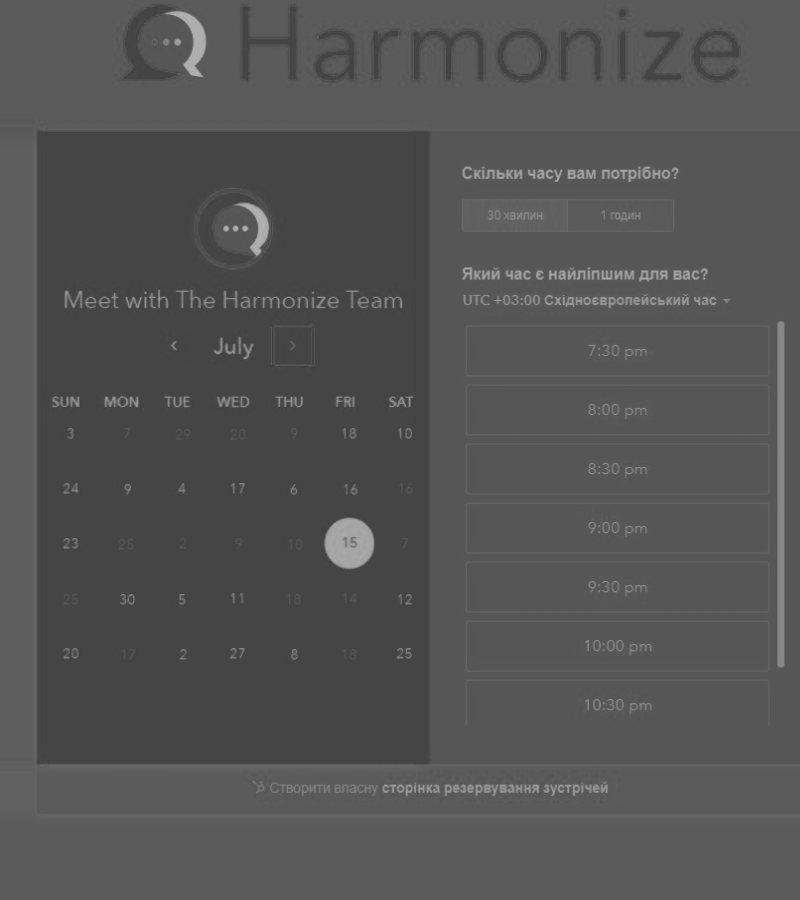 Harmonize
Meet with The Harmonize Team
July
SUN MON TUE WED THU FRI SAT
3 7 29 20 9 18 10
24 9 4 17 6 16 16
23 25 2 9 10 15 7
25 30 5 11 18 14 12
20 17 2 27 8 18 25
Скільки часу вам потрібно?
30 хвилин 1 годин
Який час є найліпшим для вас?
UTC +03:00 Східноєвропейський час
7:30 pm
8:00 pm
8:30 pm
9:00 pm
9:30 pm
10:00 pm
10:30 pm
Створити власну сторінка резервування зустрічей